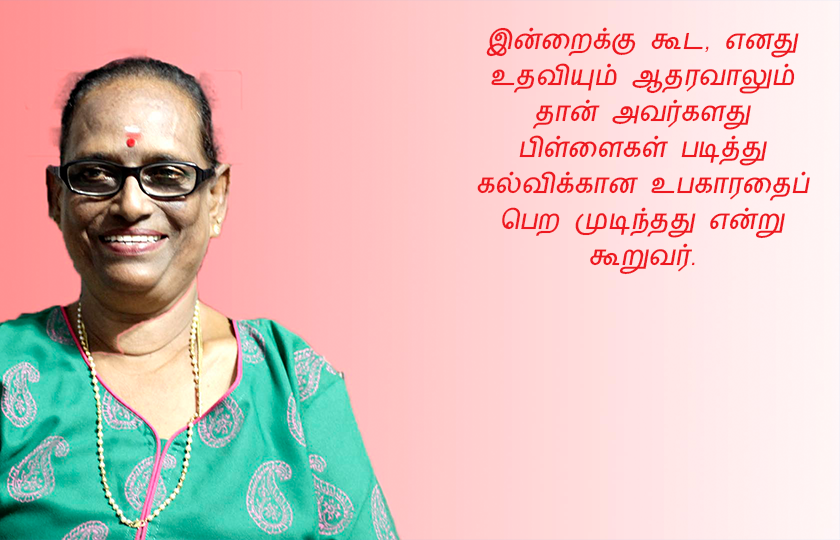 இன்றைக்கு கூட, எனது
உதவியும் ஆதரவாலும்
தான் அவர்களது
பிள்ளைகள் படித்து
கல்விக்கான உபகாரதைப்
பெற முடிந்தது என்று
கூறுவர்.